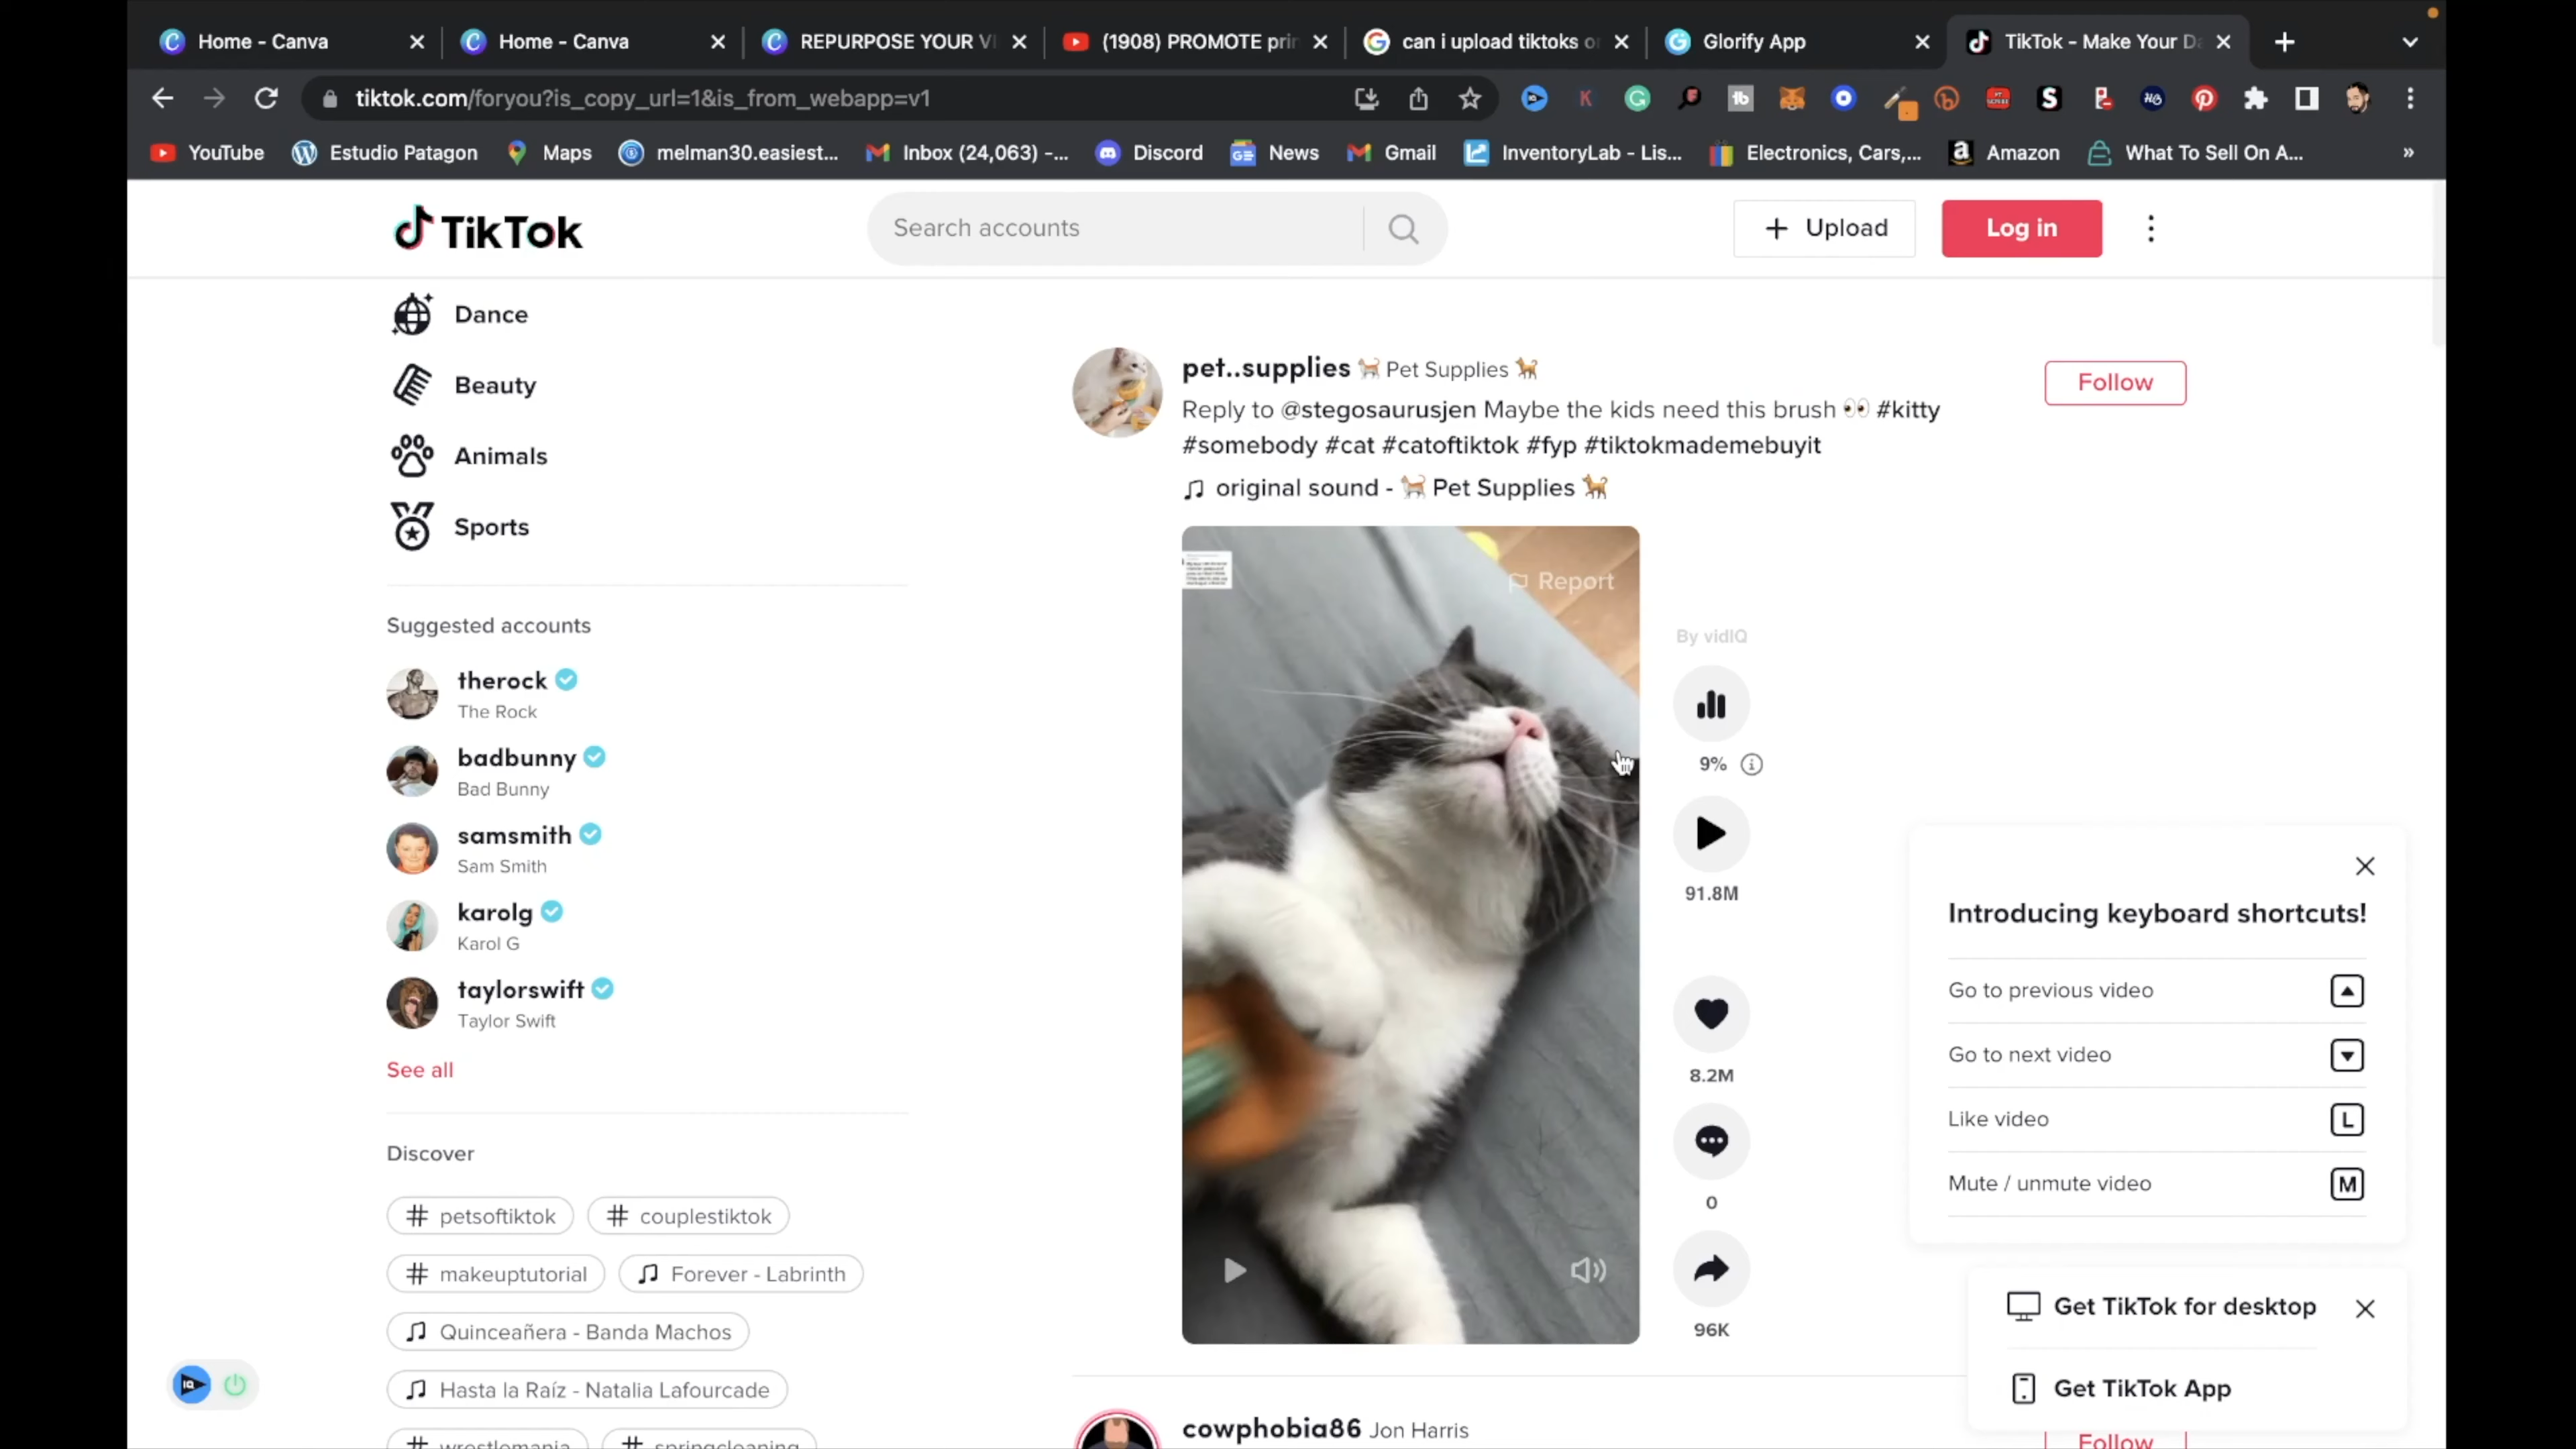 Home - Canva
Home - Canva
REPURPOSE YOUR VI
(1908) PROMOTE prin
can i upload tiktoks o
Glorify App
TikTok - Make Your Da
tiktok.com/foryou?is_copy_url=1&is_from_webapp=v1
YouTube
Estudio Patagon
Maps
melman30.easiest...
Inbox (24,063) -...
Discord
News
Gmail
InventoryLab - Lis...
Electronics, Cars,...
Amazon
What To Sell On A...
»
TikTok
Search accounts
Upload
Log in
Dance
Beauty
Animals
Sports
Suggested accounts
therock
The Rock
badbunny
Bad Bunny
samsmith
Sam Smith
karolg
Karol G
taylorswift
Taylor Swift
See all
Discover
# petsoftiktok
# couplestiktok
# makeuptutorial
Forever - Labrinth
Quinceañera - Banda Machos
Hasta la Raíz - Natalia Lafourcade
# wrestlemania
# springcleaning
pet..supplies 🐈 Pet Supplies 🐕
Follow
Reply to @stegosaurusjen Maybe the kids need this brush 👀 #kitty
#somebody #cat #catoftiktok #fyp #tiktokmademebuyit
original sound - 🐈 Pet Supplies 🐕
Report
By vidIQ
9%
91.8M
8.2M
0
96K
cowphobia86 Jon Harris
Follow
Introducing keyboard shortcuts!
Go to previous video
Go to next video
Like video L
Mute / unmute video M
Get TikTok for desktop
Get TikTok App